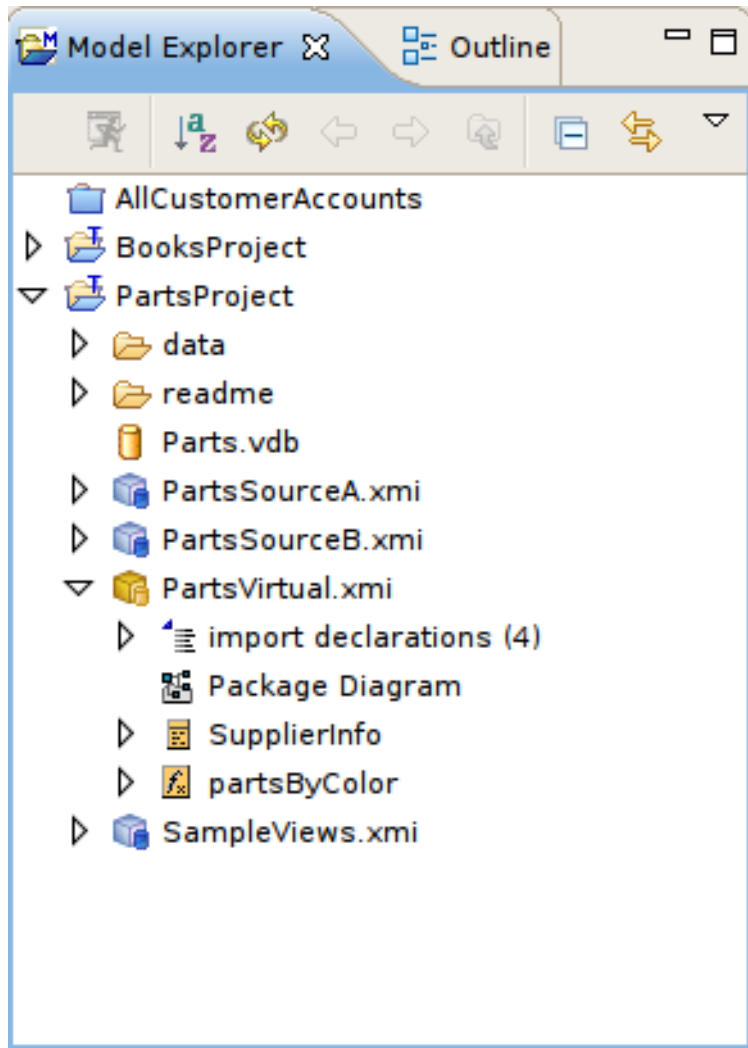 Model Explorer Outline
AllCustomerAccounts
BooksProject
PartsProject
data
readme
Parts.vdb
PartsSourceA.xmi
PartsSourceB.xmi
PartsVirtual.xmi
import declarations (4)
Package Diagram
SupplierInfo
partsByColor
SampleViews.xmi